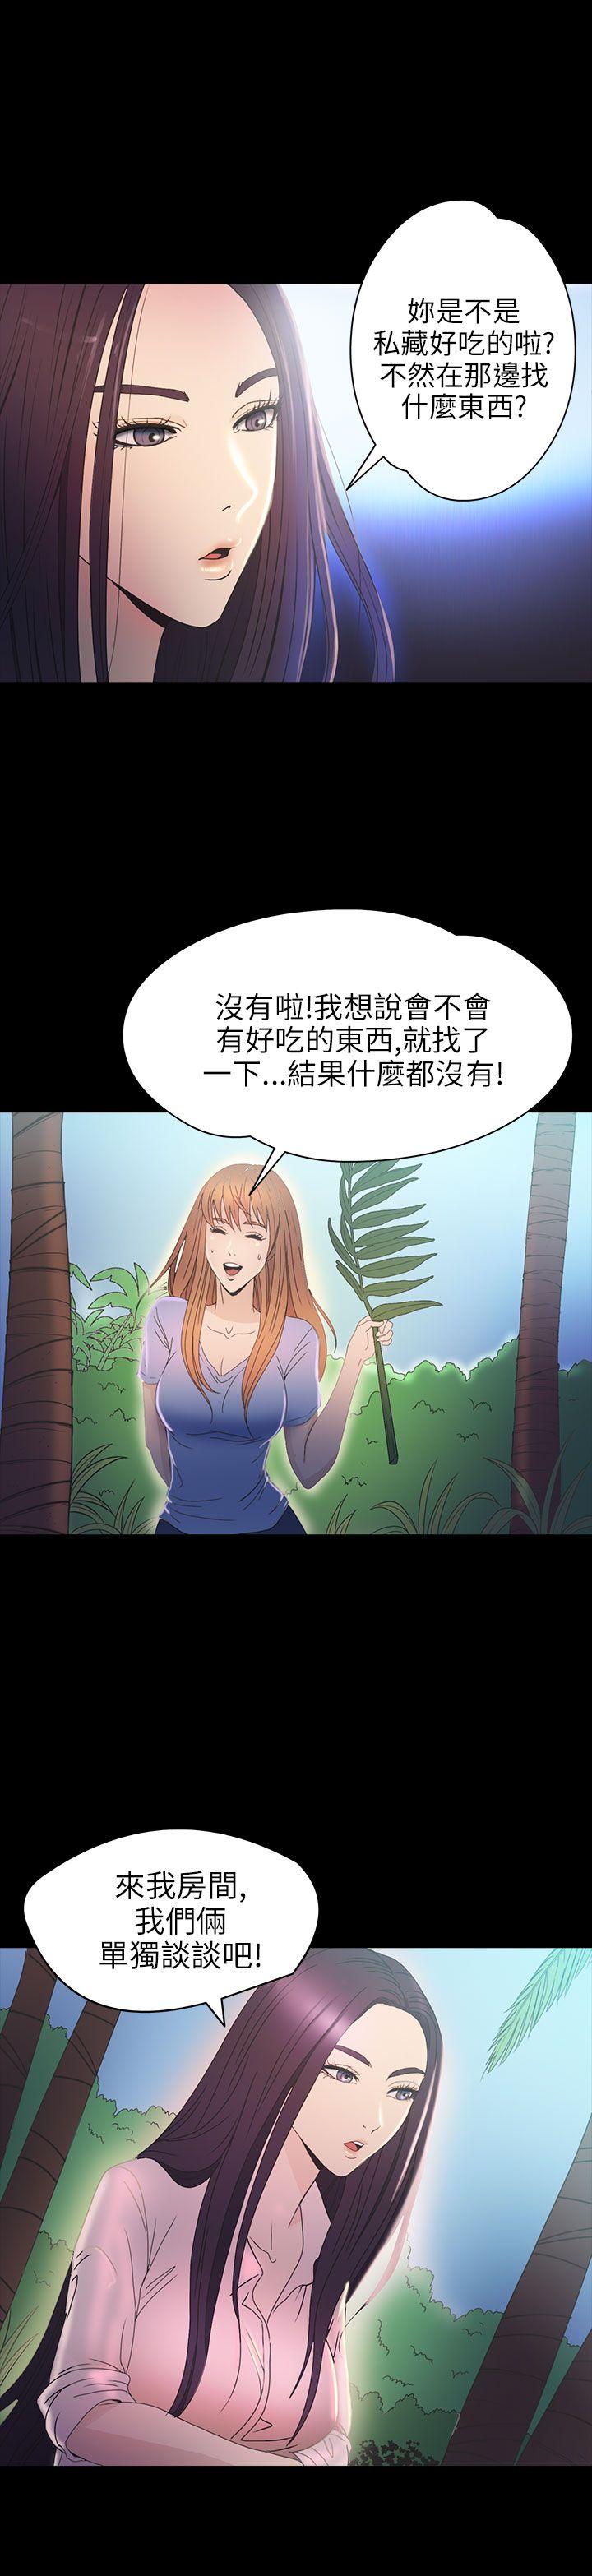 妳是不是
私藏好吃的啦?
不然在那邊找
什麼東西?
沒有啦!我想說會不會
有好吃的東西,就找了
一下...結果什麼都沒有!
來我房間,
我們倆
單獨談談吧!